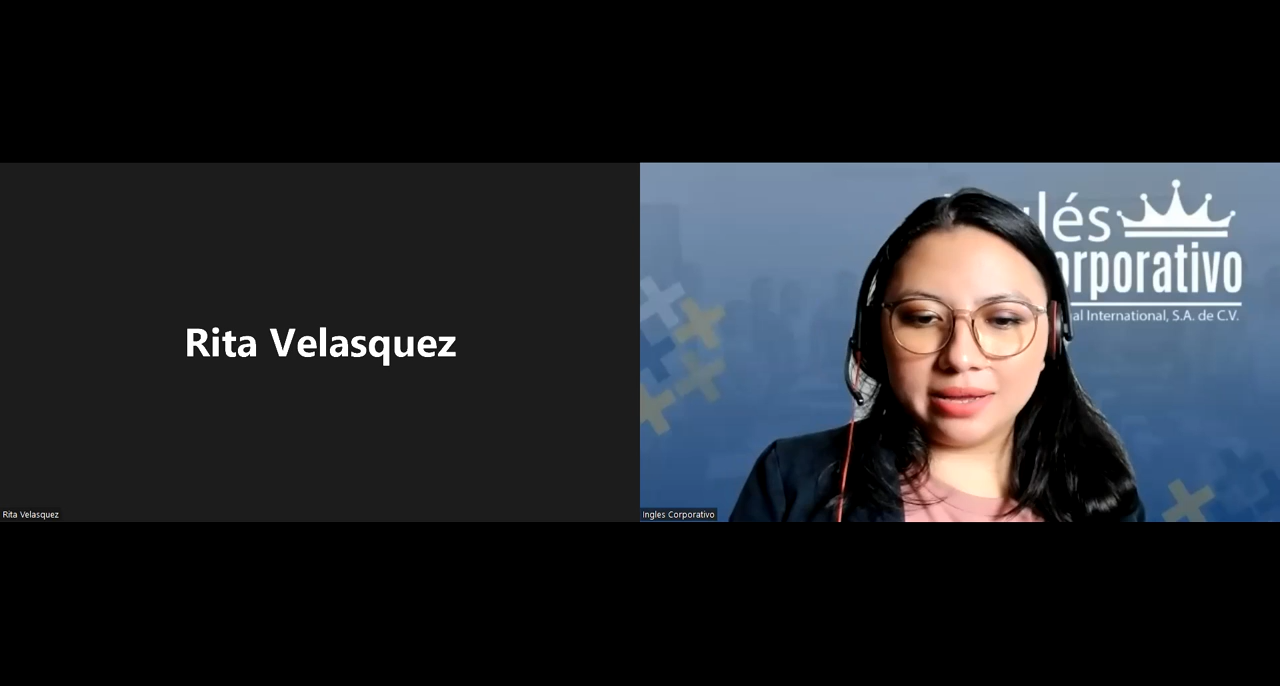 Rita Velasquez
Rita Velasquez
lés
orporativo
al International, S.A. de C.V.
Ingles Corporativo